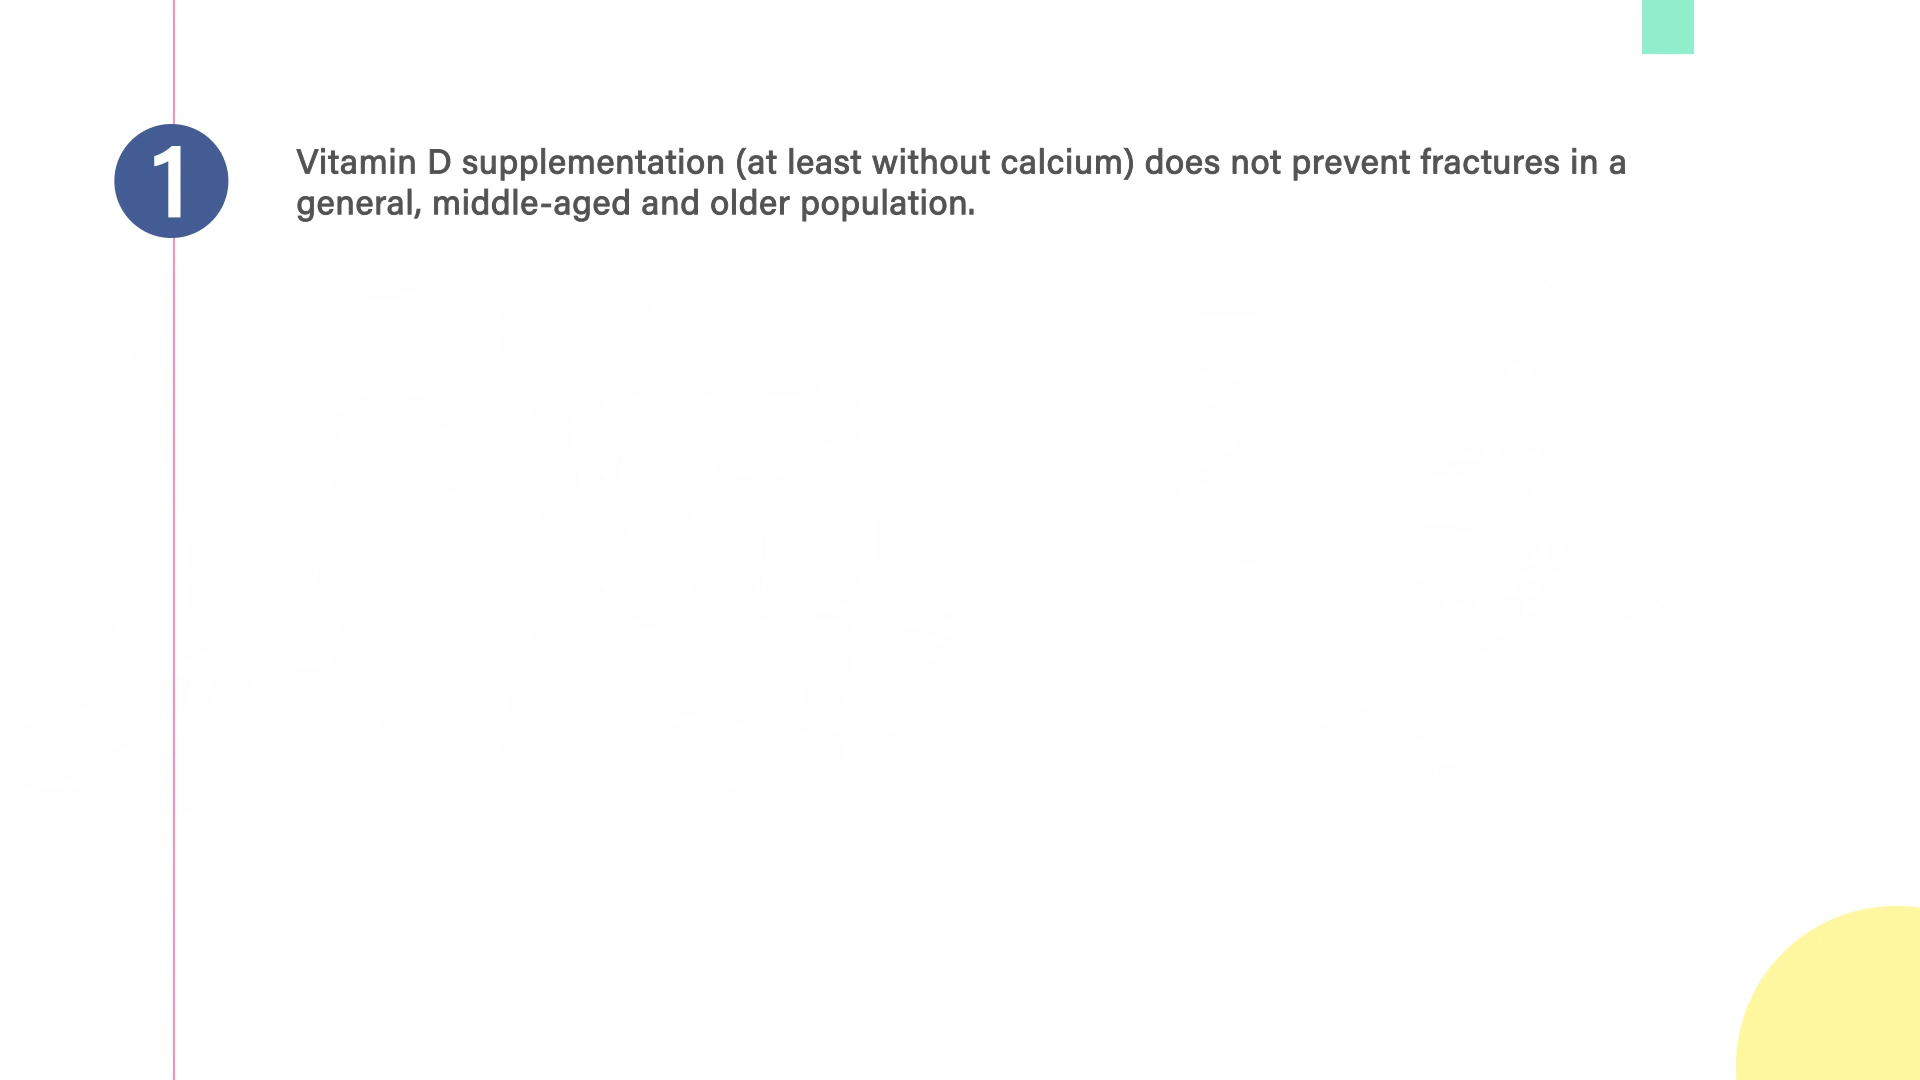 1
Vitamin D supplementation (at least without calcium) does not prevent fractures in a
general, middle-aged and older population.